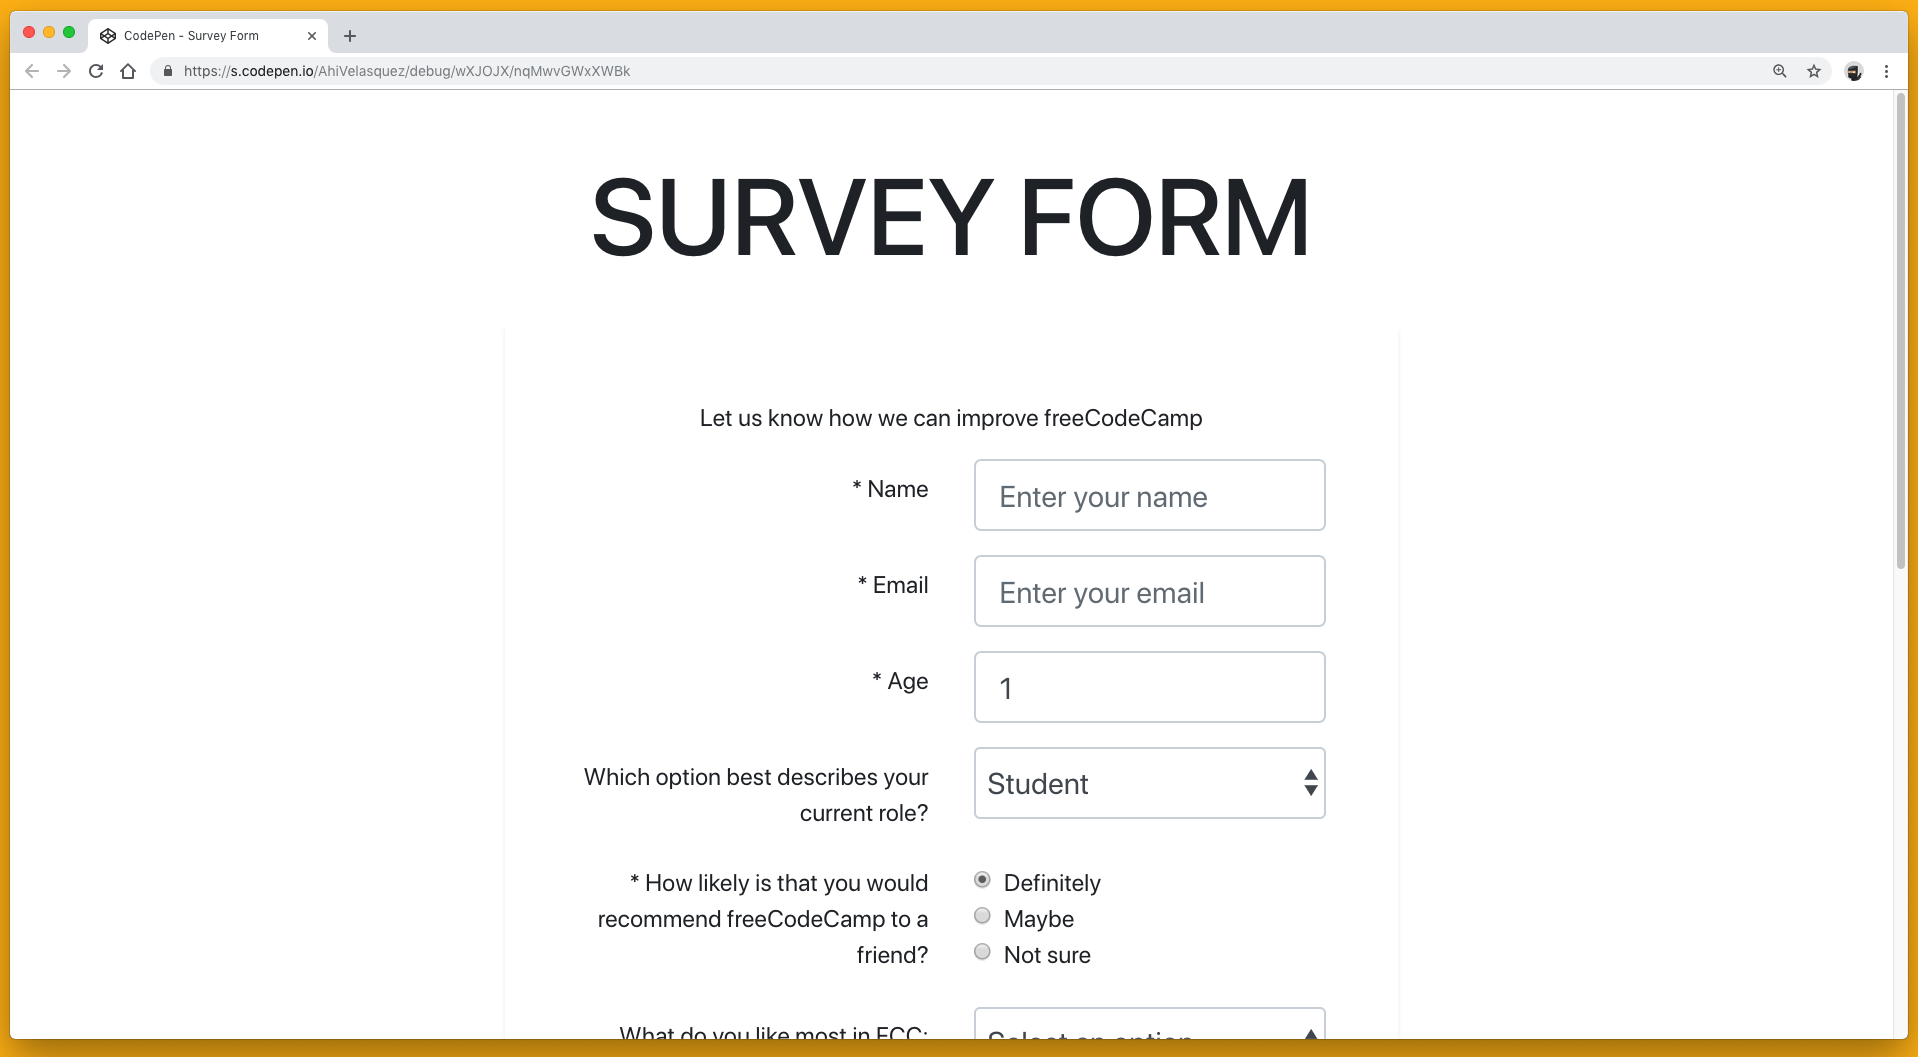 CodePen - Survey Form
https://s.codepen.io/AhiVelasquez/debug/wXJOJX/nqMwvGWxXWBk
SURVEY FORM
Let us know how we can improve freeCodeCamp
* Name
Enter your name
* Email
Enter your email
* Age
1
Which option best describes your
current role?
Student
* How likely is that you would
recommend freeCodeCamp to a
friend?
Definitely
Maybe
Not sure
What do you like most in FCC:
Select an option